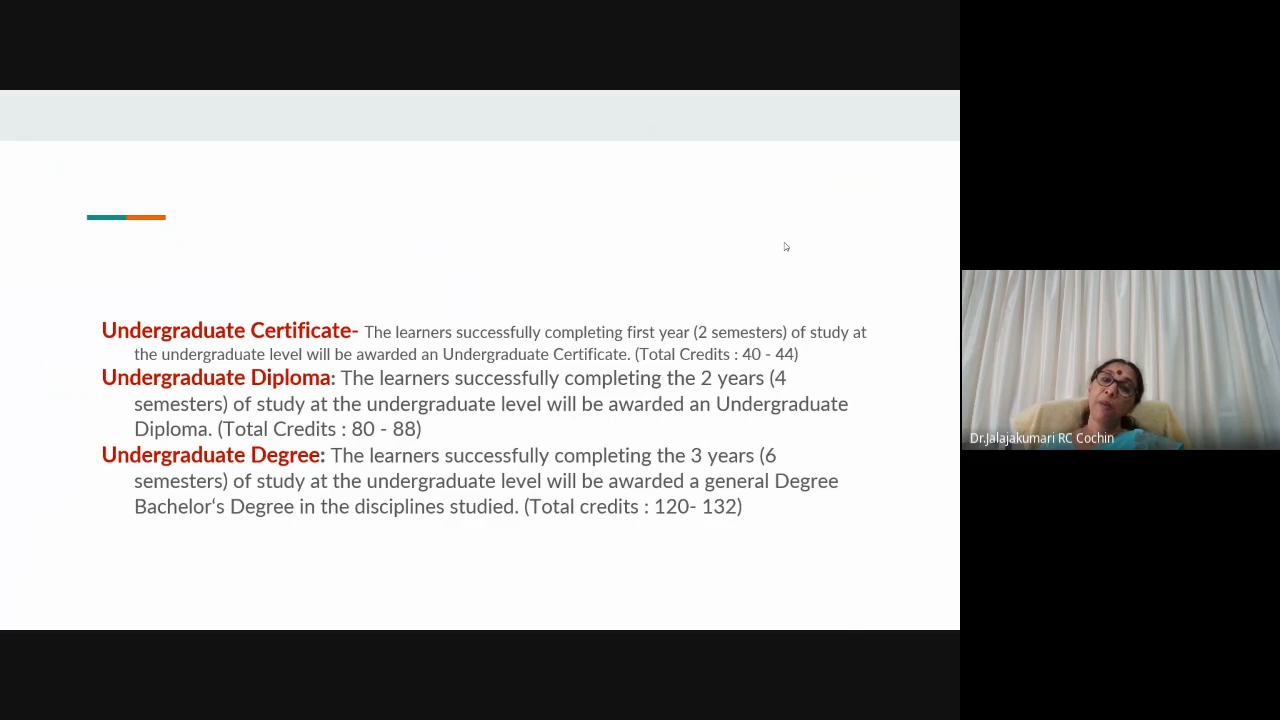 Undergraduate Certificate- The learners successfully completing first year (2 semesters) of study at
the undergraduate level will be awarded an Undergraduate Certificate. (Total Credits : 40 - 44)
Undergraduate Diploma: The learners successfully completing the 2 years (4
semesters) of study at the undergraduate level will be awarded an Undergraduate
Diploma. (Total Credits : 80 - 88)
Undergraduate Degree: The learners successfully completing the 3 years (6
semesters) of study at the undergraduate level will be awarded a general Degree
Bachelor‘s Degree in the disciplines studied. (Total credits : 120- 132)
Dr.Jalajakumari RC Cochin